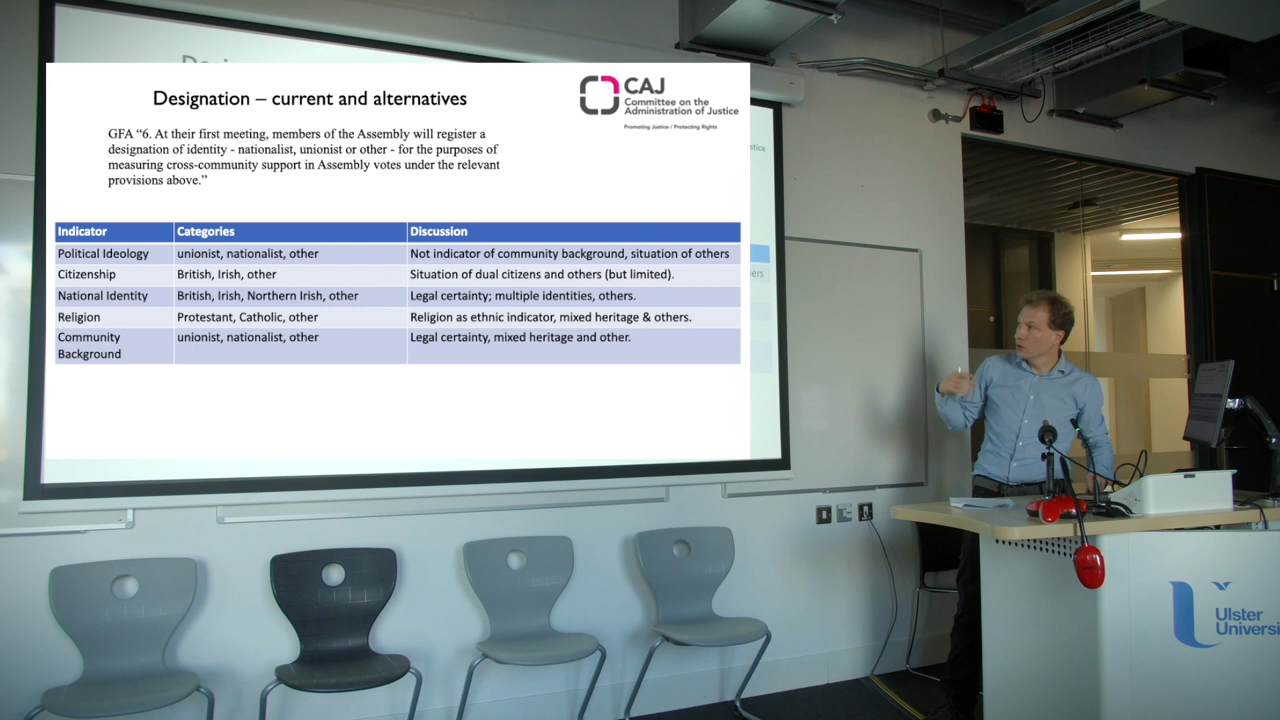 Designation – current and alternatives
CAJ
Committee on the
Administration of Justice
Promoting Justice / Protecting Rights
GFA “6. At their first meeting, members of the Assembly will register a
designation of identity - nationalist, unionist or other - for the purposes of
measuring cross-community support in Assembly votes under the relevant
provisions above.”
Indicator Categories Discussion
Political Ideology unionist, nationalist, other Not indicator of community background, situation of others
Citizenship British, Irish, other Situation of dual citizens and others (but limited).
National Identity British, Irish, Northern Irish, other Legal certainty; multiple identities, others.
Religion Protestant, Catholic, other Religion as ethnic indicator, mixed heritage & others.
Community
Background unionist, nationalist, other Legal certainty, mixed heritage and other.
Ulster
Universi